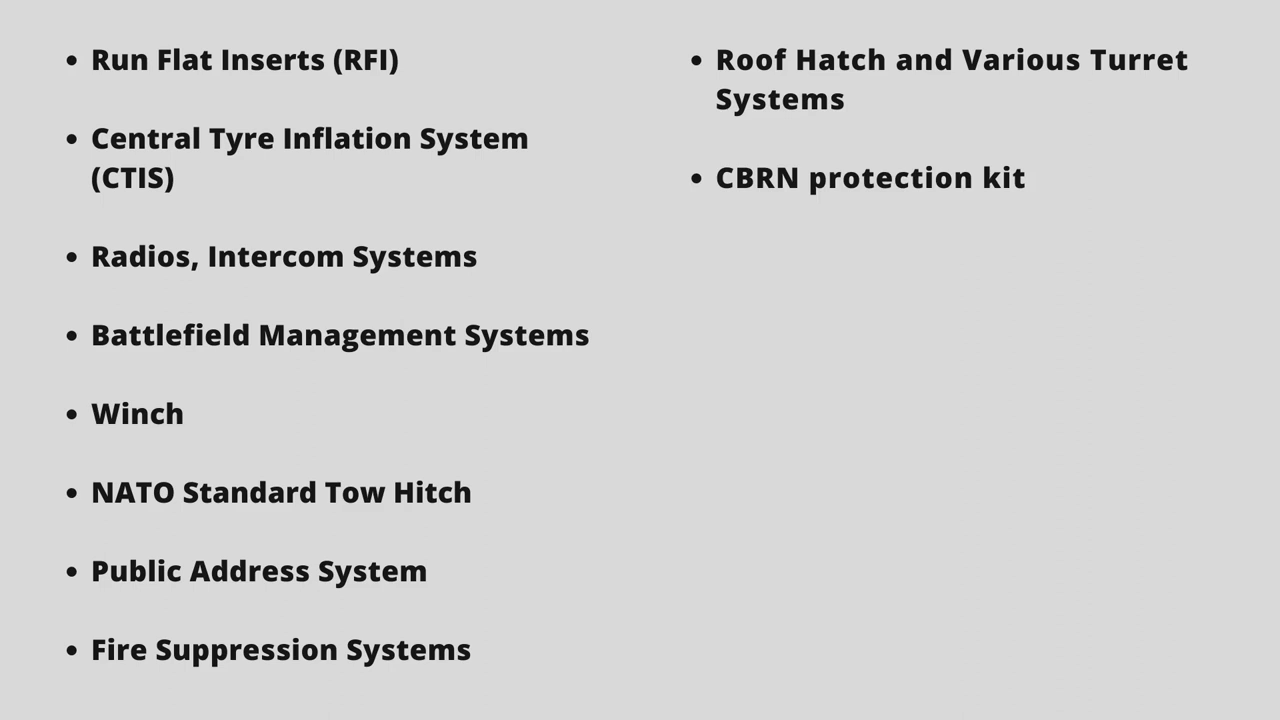 • Run Flat Inserts (RFI)
• Central Tyre Inflation System
(CTIS)
• Radios, Intercom Systems
• Battlefield Management Systems
• Winch
• NATO Standard Tow Hitch
• Public Address System
• Fire Suppression Systems
• Roof Hatch and Various Turret
Systems
• CBRN protection kit